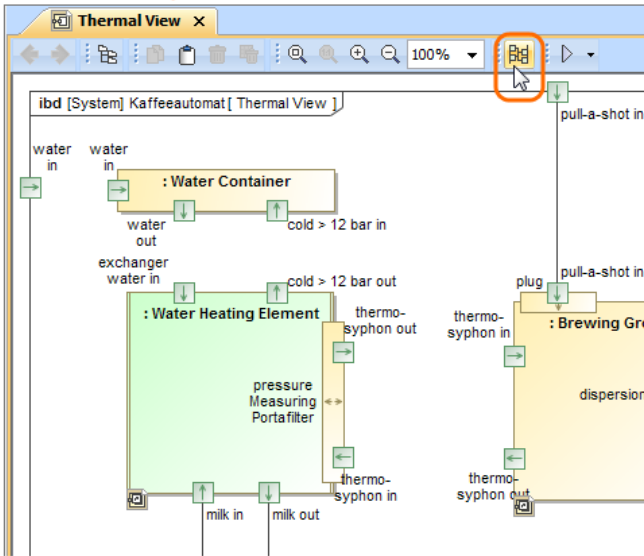 Thermal View
100%
ibd [System] Kaffeeautomat[ Thermal View ]
pull-a-shot in
water
in
water
in
: Water Container
water
out
cold > 12 bar in
exchanger
water in
cold > 12 bar out
plug
pull-a-shot in
: Water Heating Element
thermo-
syphon out
thermo-
syphon in
: Brewing Gr
dispersion
pressure
Measuring
Portafilter
thermo-
syphon in
thermo-
syphon out
milk in
milk out